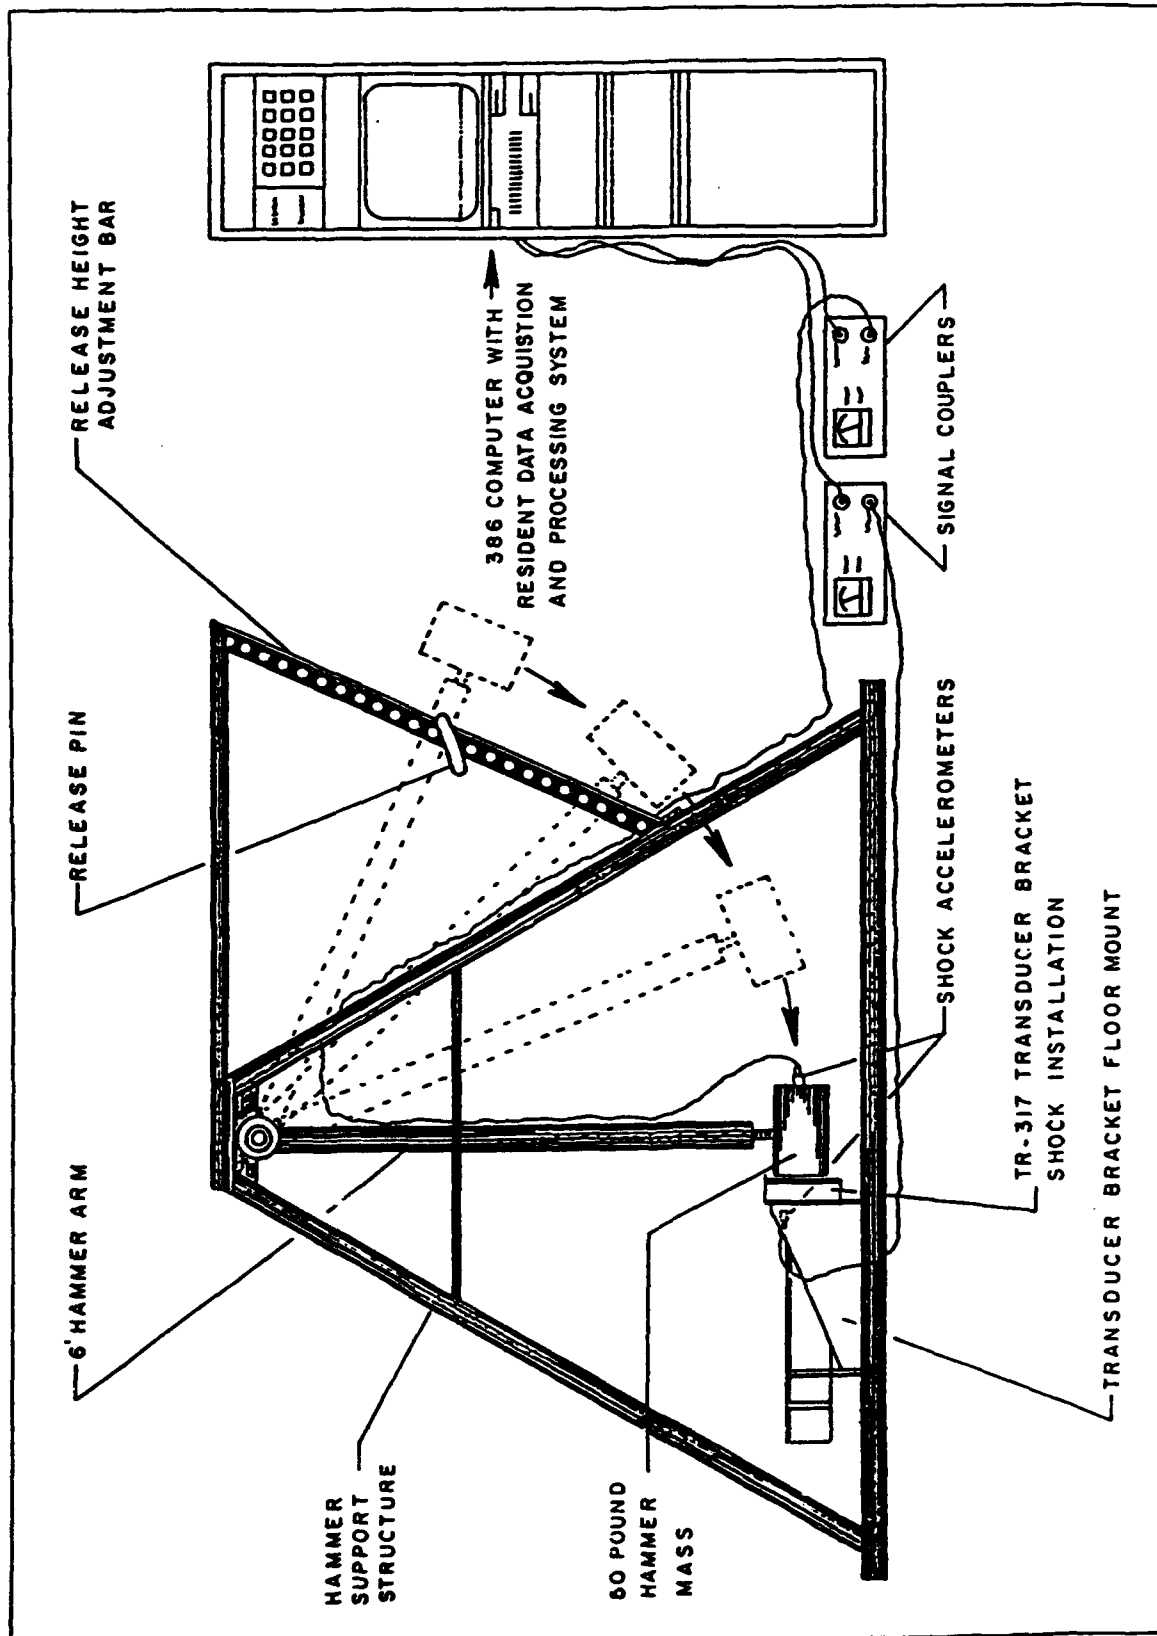 6' HAMMER ARM
RELEASE PIN
RELEASE HEIGHT
ADJUSTMENT BAR
HAMMER
SUPPORT
STRUCTURE
386 COMPUTER WITH
RESIDENT DATA ACQUISTION
AND PROCESSING SYSTEM
POUND
HAMMER
MASS
SHOCK ACCELEROMETERS
SIGNAL COUPLERS
TR-317 TRANSDUCER BRACKET
SHOCK INSTALLATION
TRANSDUCER BRACKET FLOOR MOUNT